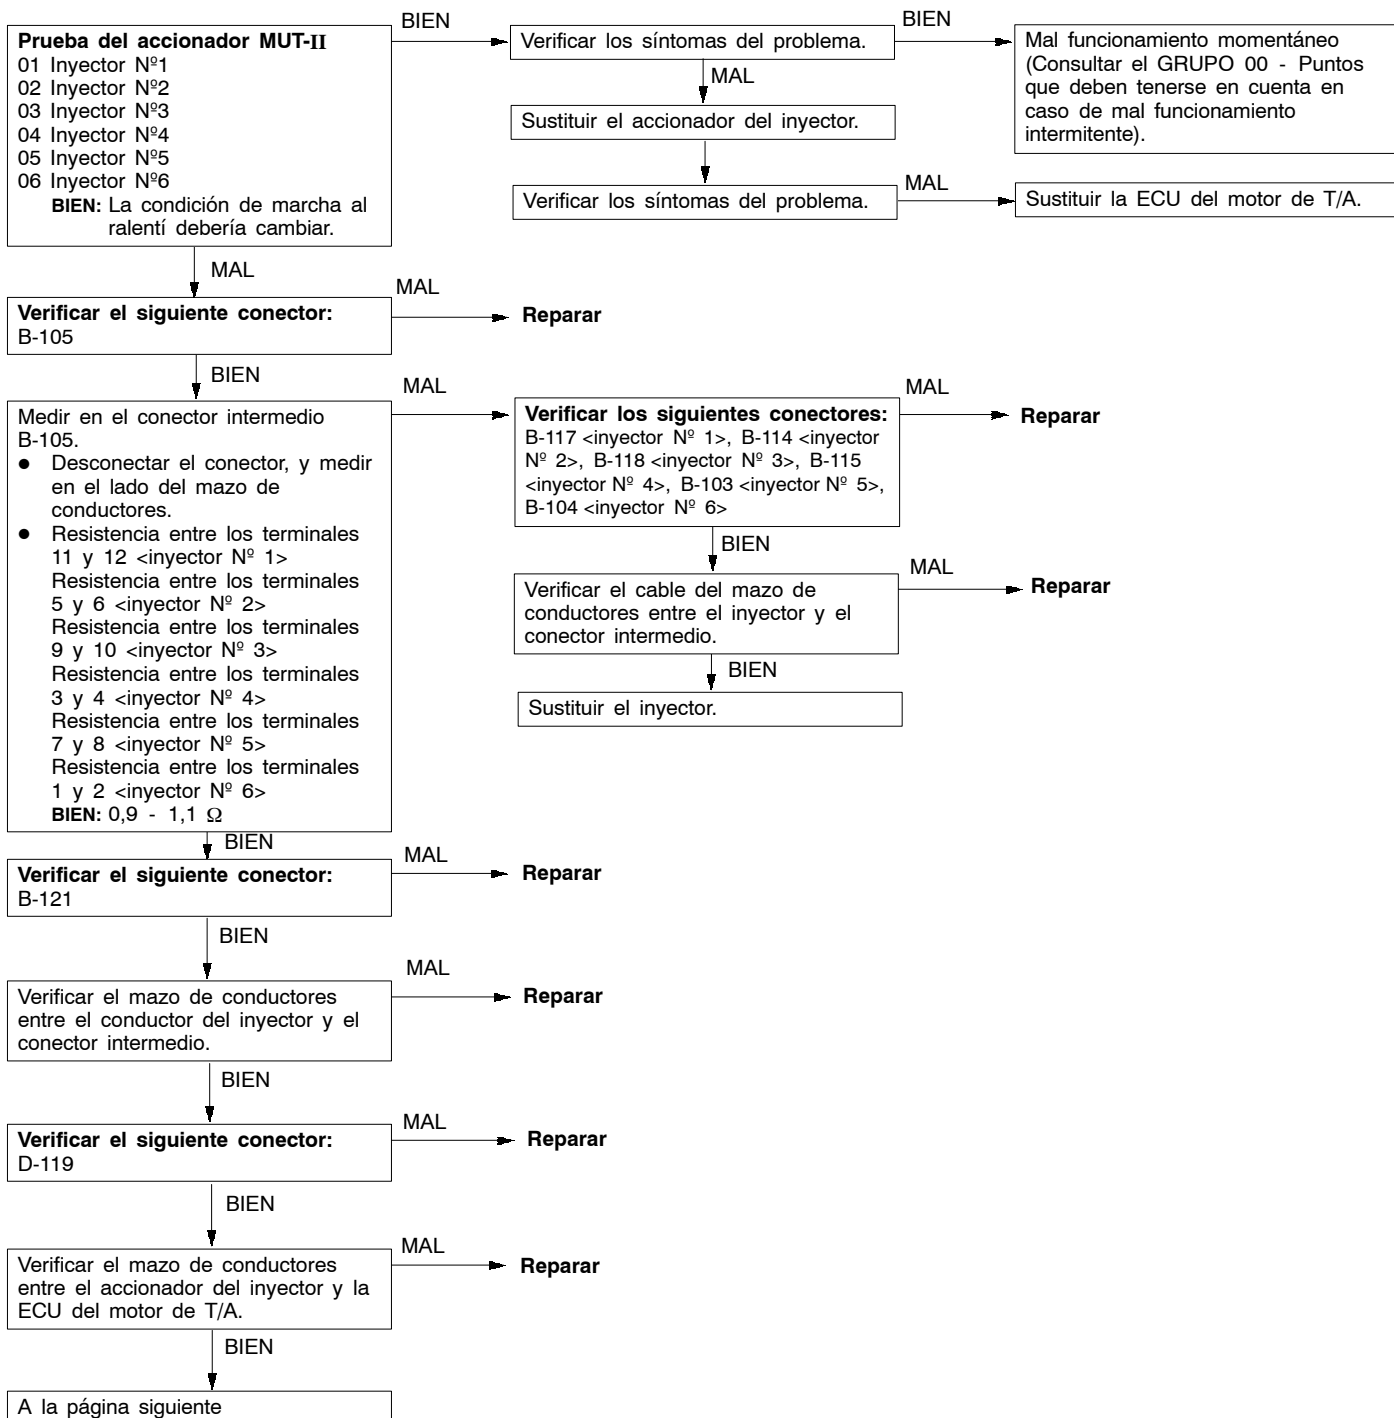 Prueba del accionador MUT-II
01 Inyector Nº1
02 Inyector Nº2
03 Inyector Nº3
04 Inyector Nº4
05 Inyector Nº5
06 Inyector Nº6
BIEN: La condición de marcha al
ralentí debería cambiar.
BIEN
Verificar los síntomas del problema.
BIEN
Mal funcionamiento momentáneo
(Consultar el GRUPO 00 - Puntos
que deben tenerse en cuenta en
caso de mal funcionamiento
intermitente).
MAL
Sustituir el accionador del inyector.
Verificar los síntomas del problema.
MAL
Sustituir la ECU del motor de T/A.
MAL
Verificar el siguiente conector:
B-105
MAL
Reparar
BIEN
Medir en el conector intermedio
B-105.
● Desconectar el conector, y medir
en el lado del mazo de
conductores.
● Resistencia entre los terminales
11 y 12 <inyector Nº 1>
Resistencia entre los terminales
5 y 6 <inyector Nº 2>
Resistencia entre los terminales
9 y 10 <inyector Nº 3>
Resistencia entre los terminales
3 y 4 <inyector Nº 4>
Resistencia entre los terminales
7 y 8 <inyector Nº 5>
Resistencia entre los terminales
1 y 2 <inyector Nº 6>
BIEN: 0,9 - 1,1 Ω
MAL
Verificar los siguientes conectores:
B-117 <inyector Nº 1>, B-114 <inyector
Nº 2>, B-118 <inyector Nº 3>, B-115
<inyector Nº 4>, B-103 <inyector Nº 5>,
B-104 <inyector Nº 6>
MAL
Reparar
BIEN
Verificar el cable del mazo de
conductores entre el inyector y el
conector intermedio.
MAL
Reparar
BIEN
Sustituir el inyector.
BIEN
Verificar el siguiente conector:
B-121
MAL
Reparar
BIEN
Verificar el mazo de conductores
entre el conductor del inyector y el
conector intermedio.
MAL
Reparar
BIEN
Verificar el siguiente conector:
D-119
MAL
Reparar
BIEN
Verificar el mazo de conductores
entre el accionador del inyector y la
ECU del motor de T/A.
MAL
Reparar
BIEN
A la página siguiente